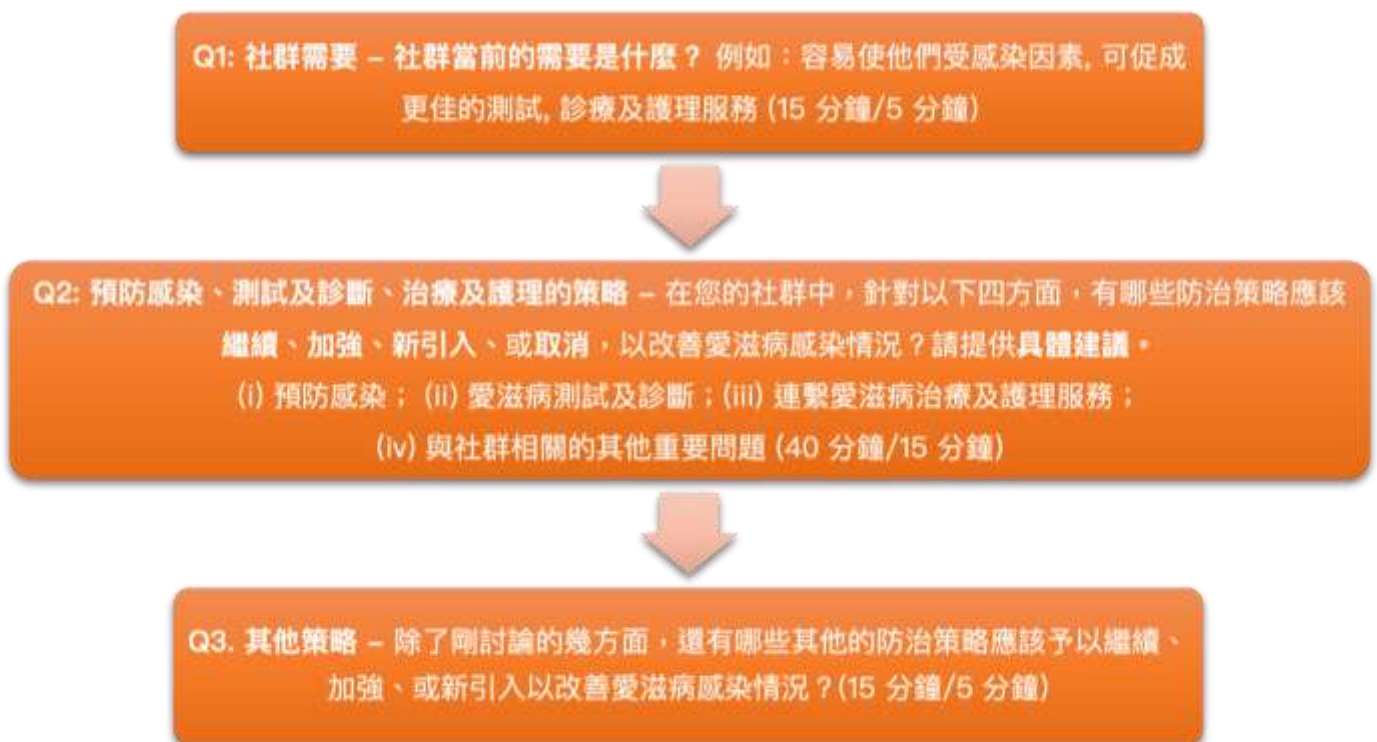 Q1: 社群需要 – 社群當前的需要是什麼？ 例如：容易使他們受感染因素, 可促成
更佳的測試, 診療及護理服務 (15 分鐘/5 分鐘)
Q2: 預防感染、測試及診斷、治療及護理的策略 – 在您的社群中，針對以下四方面，有哪些防治策略應該
繼續、加強、新引入、或取消，以改善愛滋病感染情況？請提供具體建議。
(i) 預防感染； (ii) 愛滋病測試及診斷；(iii) 連繫愛滋病治療及護理服務；
(iv) 與社群相關的其他重要問題 (40 分鐘/15 分鐘)
Q3. 其他策略 – 除了剛討論的幾方面，還有哪些其他的防治策略應該予以繼續、
加強、或新引入以改善愛滋病感染情況？(15 分鐘/5 分鐘)